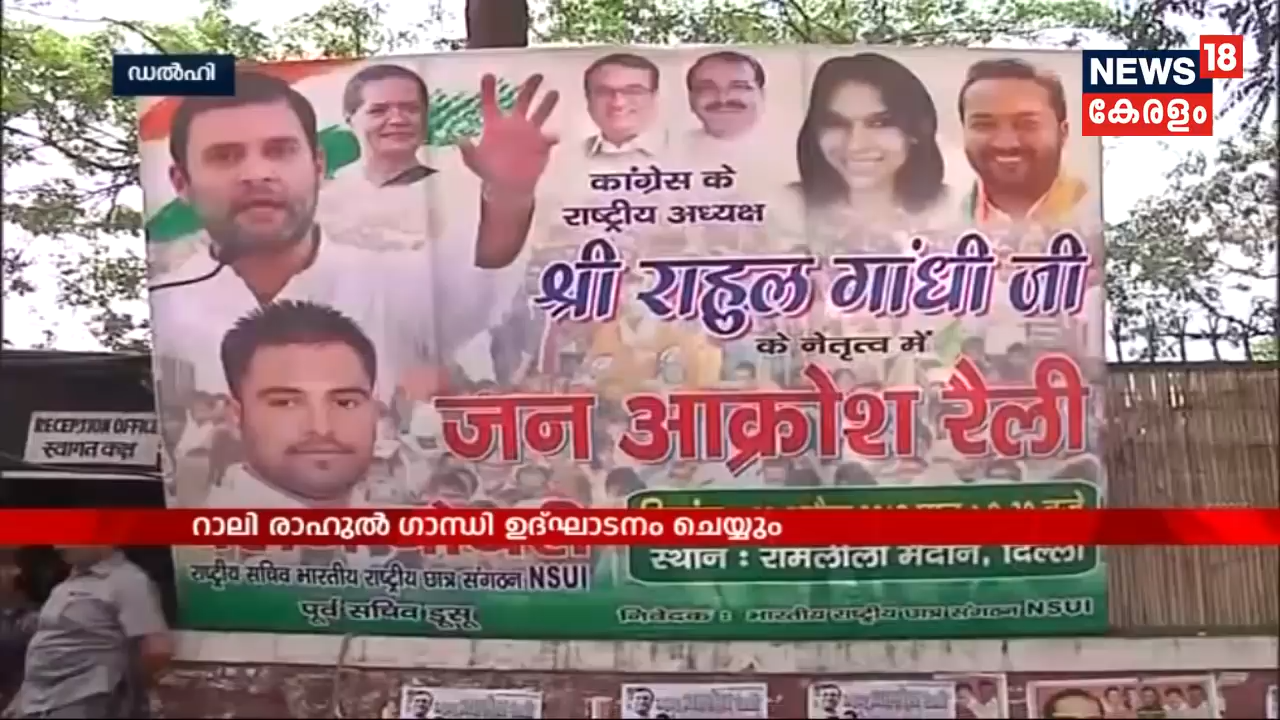 ഡൽഹി
NEWS 18
കേരളം
कांग्रेस के
राष्ट्रीय अध्यक्ष
श्री राहुल गांधी जी
के नेतृत्व में
जन आक्रोश रैली
RECEPTION OFFICE
स्वागत कक्ष
റാലി രാഹുൽ ഗാന്ധി ഉദ്ഘാടനം ചെയ്യും
स्थान : रामलीला मैदान, दिल्ली
राष्ट्रीय सचिव भारतीय राष्ट्रीय छात्र संगठन NSUI
पूर्व सचिव डूसू
निवेदक : भारतीय राष्ट्रीय छात्र संगठन NSUI